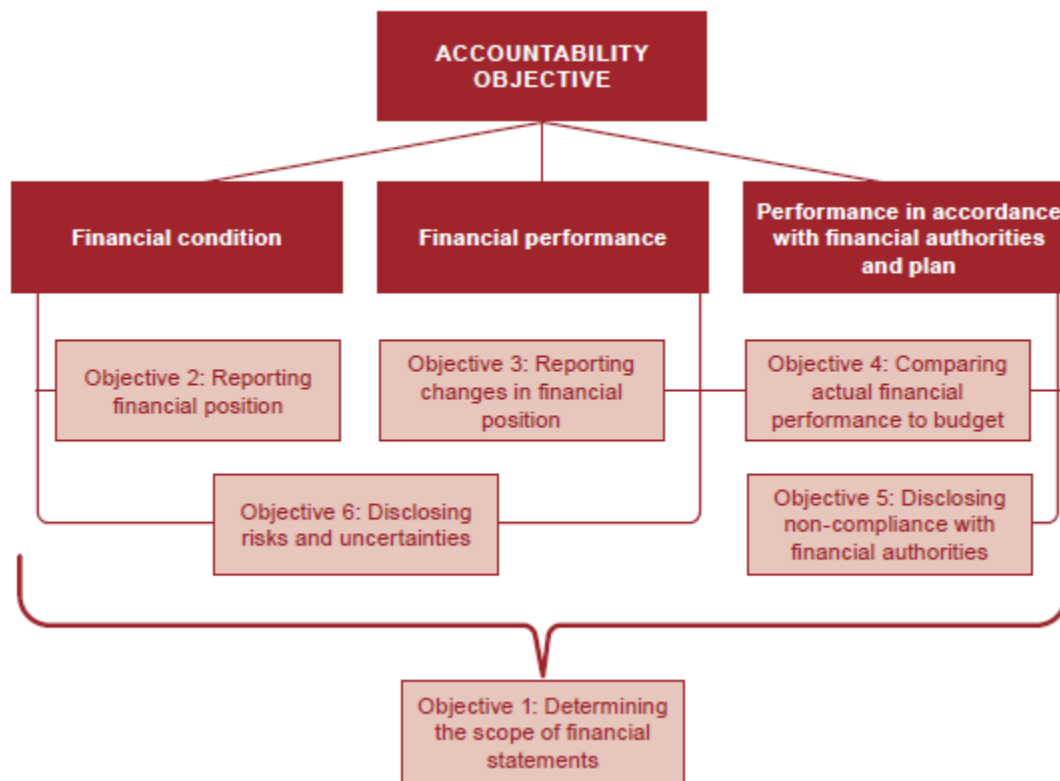 ACCOUNTABILITY
OBJECTIVE
Financial condition
Financial performance
Performance in accordance
with financial authorities
and plan
Objective 2: Reporting
financial position
Objective 3: Reporting
changes in financial
position
Objective 4: Comparing
actual financial
performance to budget
Objective 6: Disclosing
risks and uncertainties
Objective 5: Disclosing
non-compliance with
financial authorities
Objective 1: Determining
the scope of financial
statements